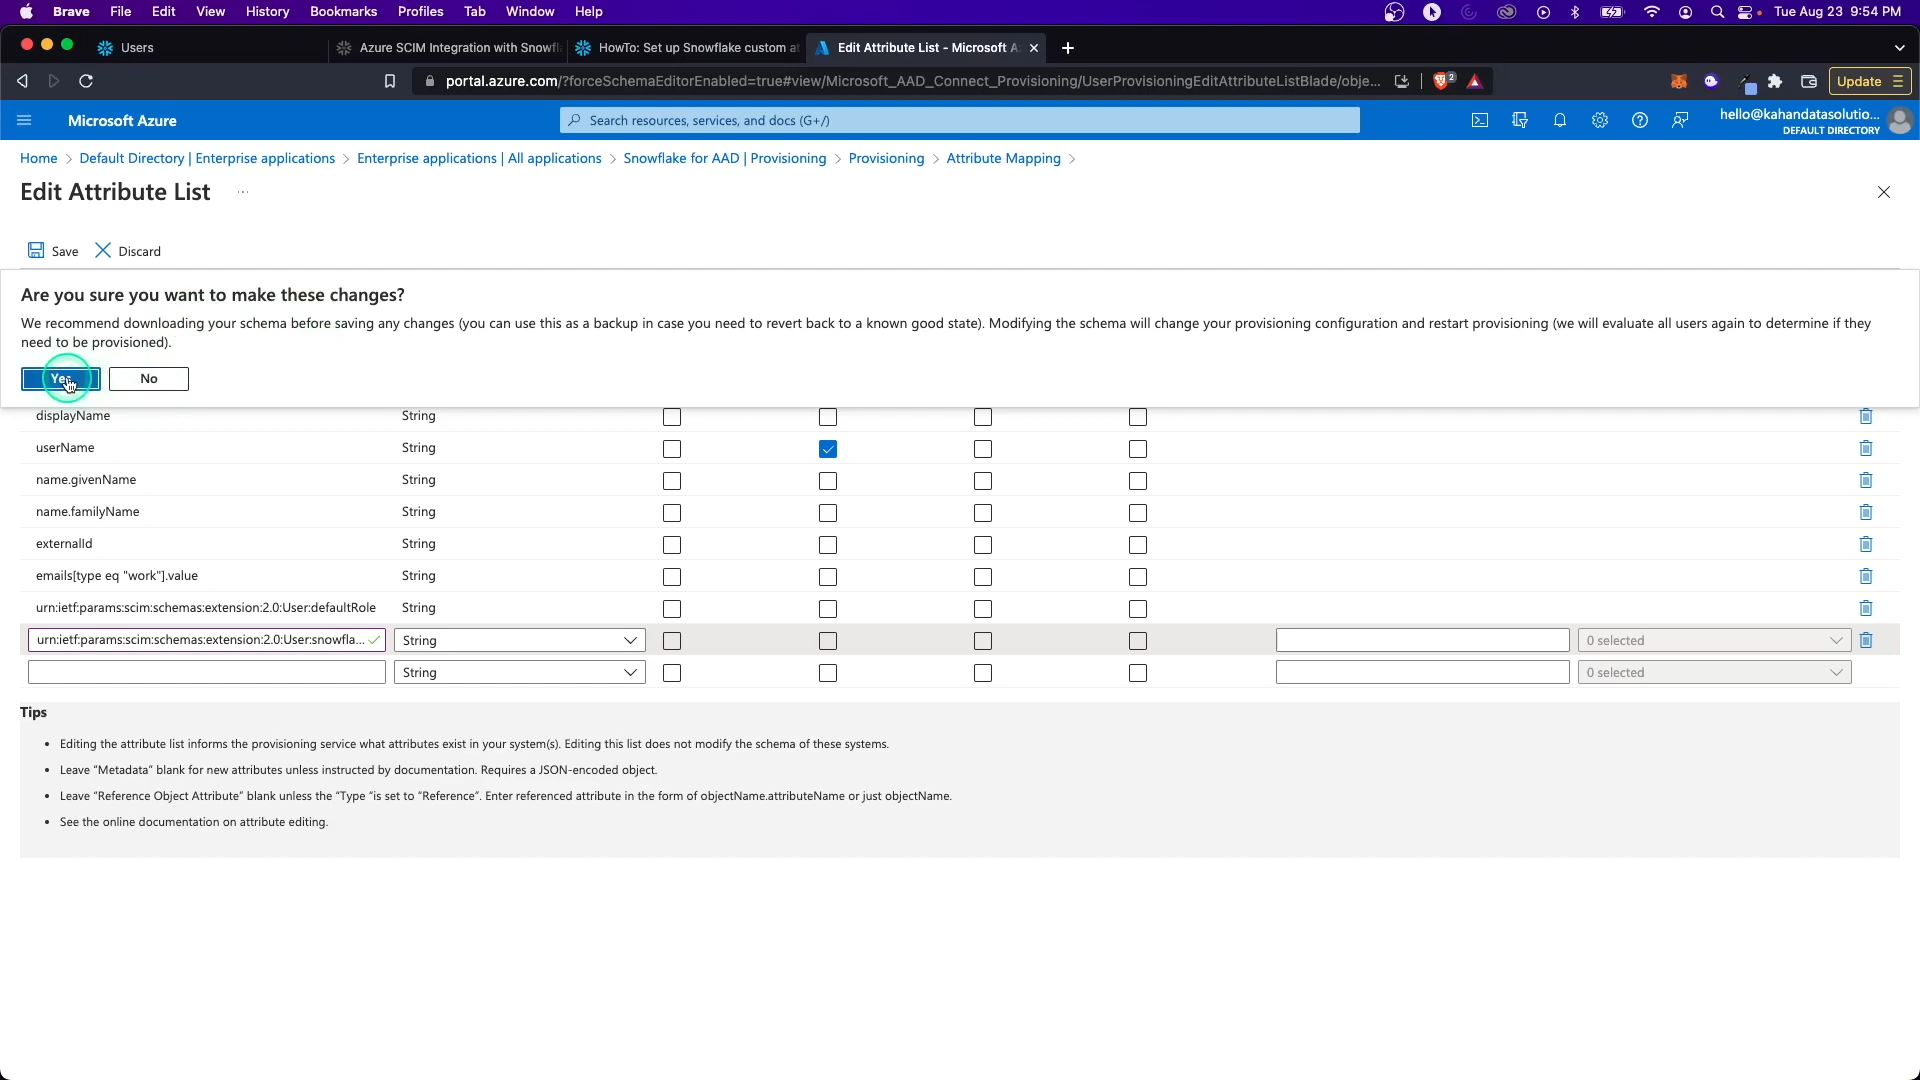 Brave File Edit View History Bookmarks Profiles Tab Window Help Tue Aug 23 9:54 PM
Users Azure SCIM Integration with Snowfl HowTo: Set up Snowflake custom at Edit Attribute List - Microsoft A
portal.azure.com/?forceSchemaEditorEnabled=true#view/Microsoft_AAD_Connect_Provisioning/UserProvisioningEditAttributeListBlade/obje... 2 Update
Microsoft Azure Search resources, services, and docs (G+/) hello@kahandatasolutio...
DEFAULT DIRECTORY
Home > Default Directory | Enterprise applications > Enterprise applications | All applications > Snowflake for AAD | Provisioning > Provisioning > Attribute Mapping >
Edit Attribute List ...
Save Discard
Are you sure you want to make these changes?
We recommend downloading your schema before saving any changes (you can use this as a backup in case you need to revert back to a known good state). Modifying the schema will change your provisioning configuration and restart provisioning (we will evaluate all users again to determine if they
need to be provisioned).
Yes No
displayName String
userName String
name.givenName String
name.familyName String
externalId String
emails[type eq "work"].value String
urn:ietf:params:scim:schemas:extension:2.0:User:defaultRole String
urn:ietf:params:scim:schemas:extension:2.0:User:snowfla... String 0 selected
String 0 selected
Tips
• Editing the attribute list informs the provisioning service what attributes exist in your system(s). Editing this list does not modify the schema of these systems.
• Leave "Metadata" blank for new attributes unless instructed by documentation. Requires a JSON-encoded object.
• Leave "Reference Object Attribute" blank unless the "Type "is set to "Reference". Enter referenced attribute in the form of objectName.attributeName or just objectName.
• See the online documentation on attribute editing.